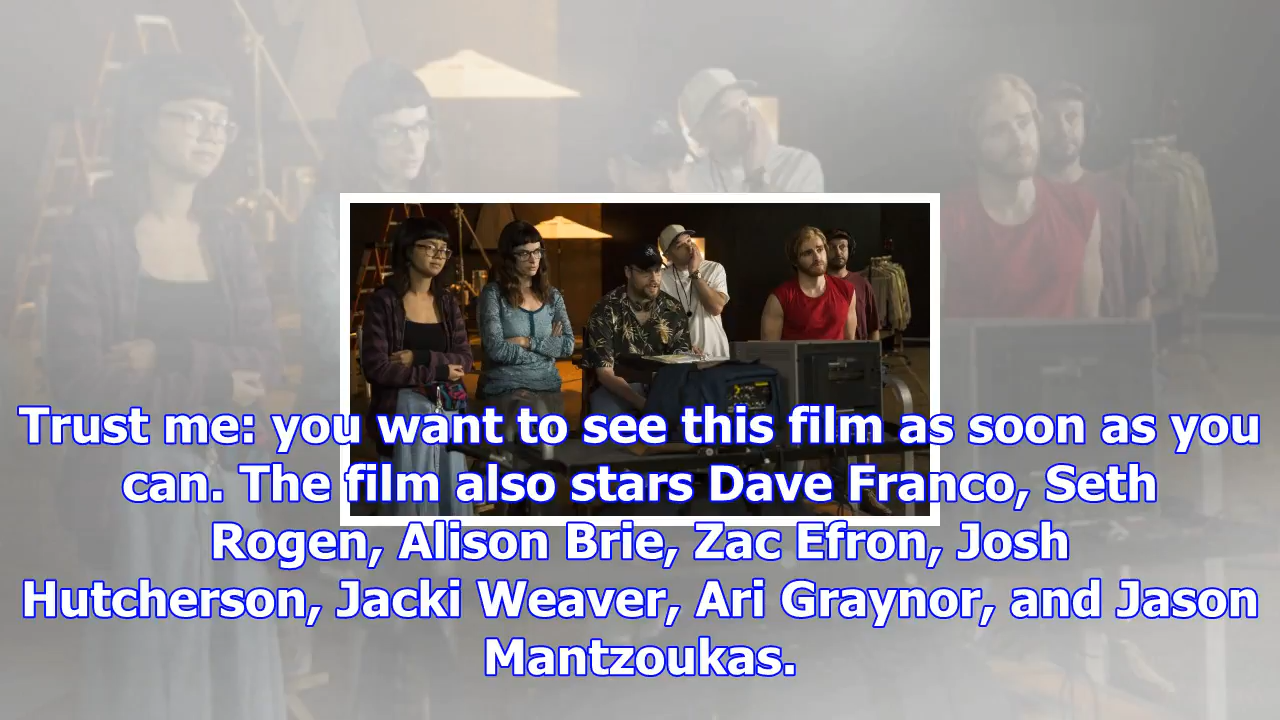 Trust me: you want to see this film as soon as you
can. The film also stars Dave Franco, Seth
Rogen, Alison Brie, Zac Efron, Josh
Hutcherson, Jacki Weaver, Ari Graynor, and Jason
Mantzoukas.